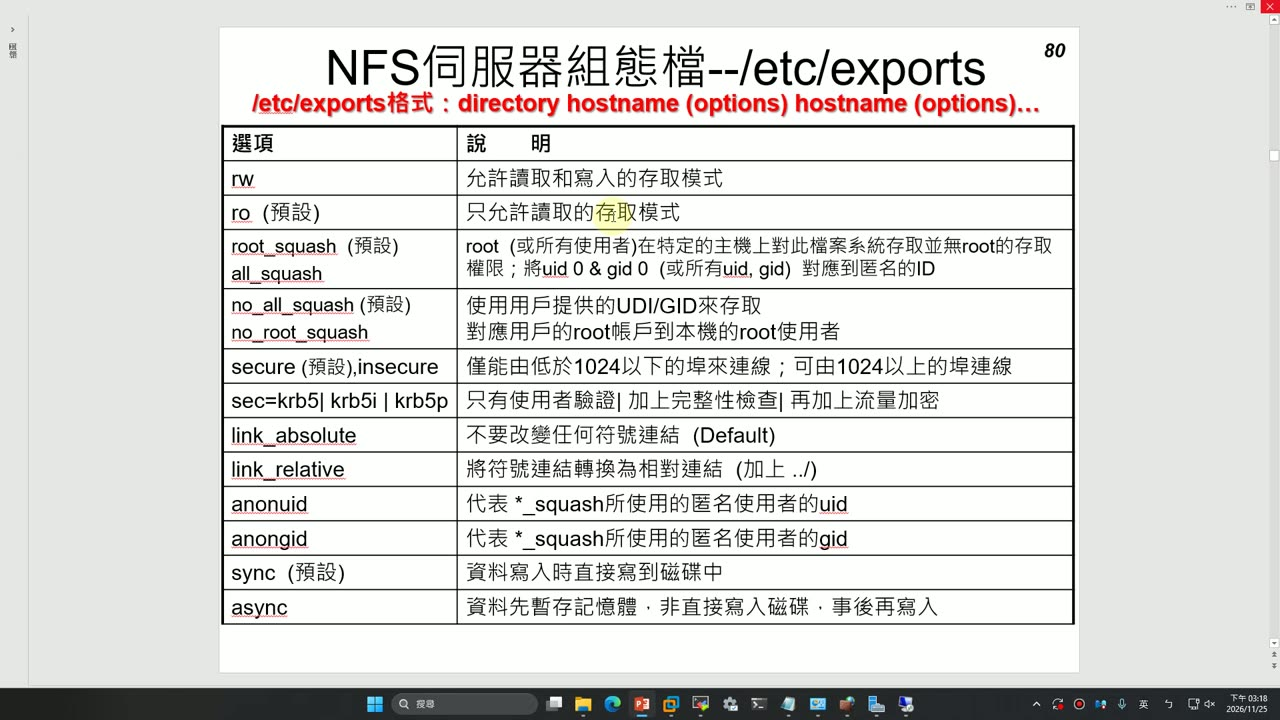 80
NFS伺服器組態檔--/etc/exports
/etc/exports格式：directory hostname (options) hostname (options)…
選項 說 明
rw 允許讀取和寫入的存取模式
ro (預設) 只允許讀取的存取模式
root_squash (預設)
all_squash
root (或所有使用者)在特定的主機上對此檔案系統存取並無root的存取
權限；將uid 0 & gid 0 (或所有uid, gid) 對應到匿名的ID
no_all_squash (預設)
no_root_squash
使用用戶提供的UDI/GID來存取
對應用戶的root帳戶到本機的root使用者
secure (預設),insecure 僅能由低於1024以下的埠來連線；可由1024以上的埠連線
sec=krb5| krb5i | krb5p 只有使用者驗證| 加上完整性檢查| 再加上流量加密
link_absolute 不要改變任何符號連結 (Default)
link_relative 將符號連結轉換為相對連結 (加上 ../)
anonuid 代表 *_squash所使用的匿名使用者的uid
anongid 代表 *_squash所使用的匿名使用者的gid
sync (預設) 資料寫入時直接寫到磁碟中
async 資料先暫存記憶體，非直接寫入磁碟，事後再寫入
搜尋
英
下午 03:18
2026/11/25